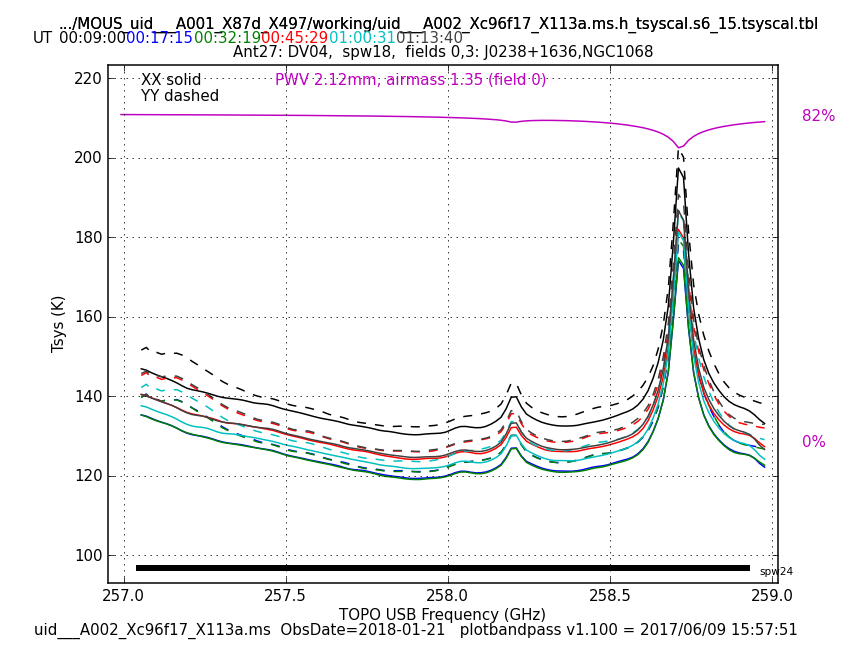 .../MOUS_uid___A001_X87d_X497/working/uid___A002_Xc96f17_X113a.ms.h_tsyscal.s6_15.tsyscal.tbl
UT 00:09:00 00:17:15 00:32:19 00:45:29 01:00:31 01:13:40
Ant27: DV04,  spw18,  fields 0,3: J0238+1636,NGC1068
XX solid
YY dashed
PWV 2.12mm, airmass 1.35 (field 0)
82%
0%
220
200
180
160
140
120
100
Tsys (K)
spw24
257.0 257.5 258.0 258.5 259.0
TOPO USB Frequency (GHz)
uid___A002_Xc96f17_X113a.ms  ObsDate=2018-01-21   plotbandpass v1.100 = 2017/06/09 15:57:51